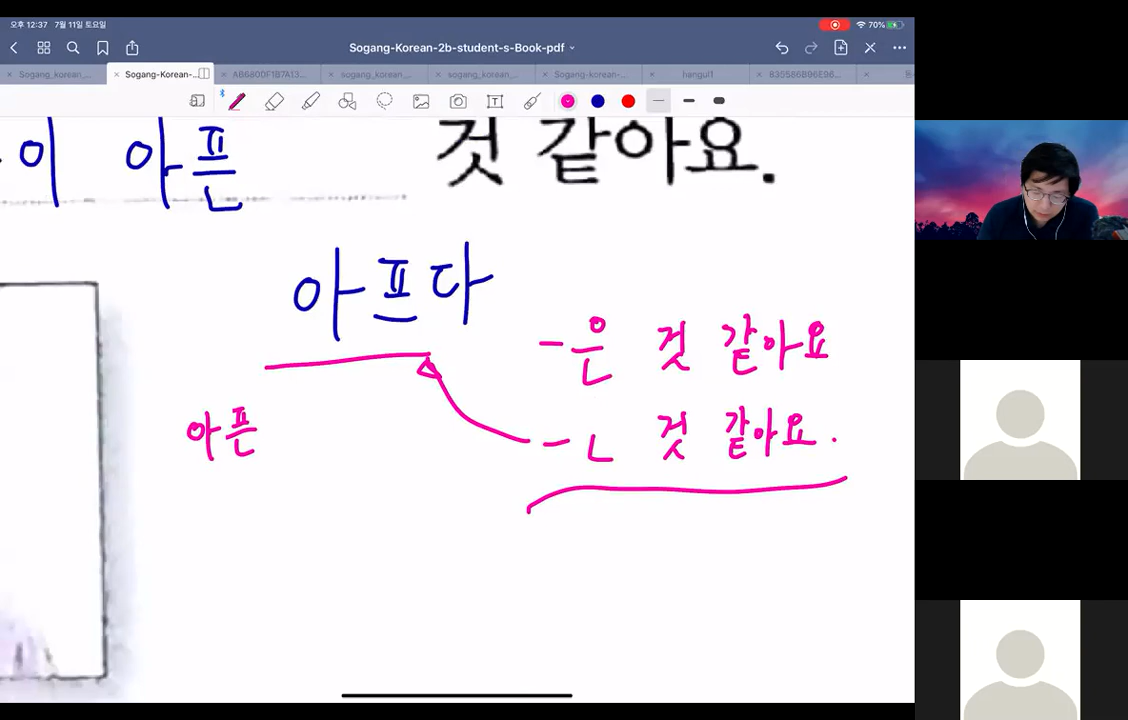 오후 12:37 7월 11일 토요일
70%
Sogang-Korean-2b-student-s-Book-pdf
Sogang_korean_...
Sogang-Korean-...
AB680DF1B7A13...
sogang_korean_...
sogang_korean_...
Sogang-korean-...
hangul1
835586B96E96...
이 아픈
것 같아요.
아프다
-은 것 같아요
아픈
-ㄴ 것 같아요.